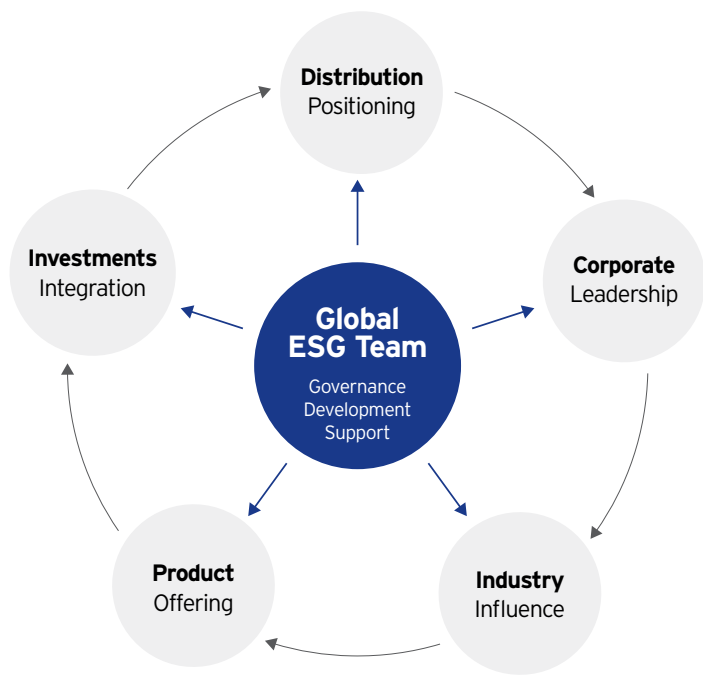 Distribution
Positioning
Corporate
Leadership
Industry
Influence
Product
Offering
Investments
Integration
Global
ESG Team
Governance
Development
Support